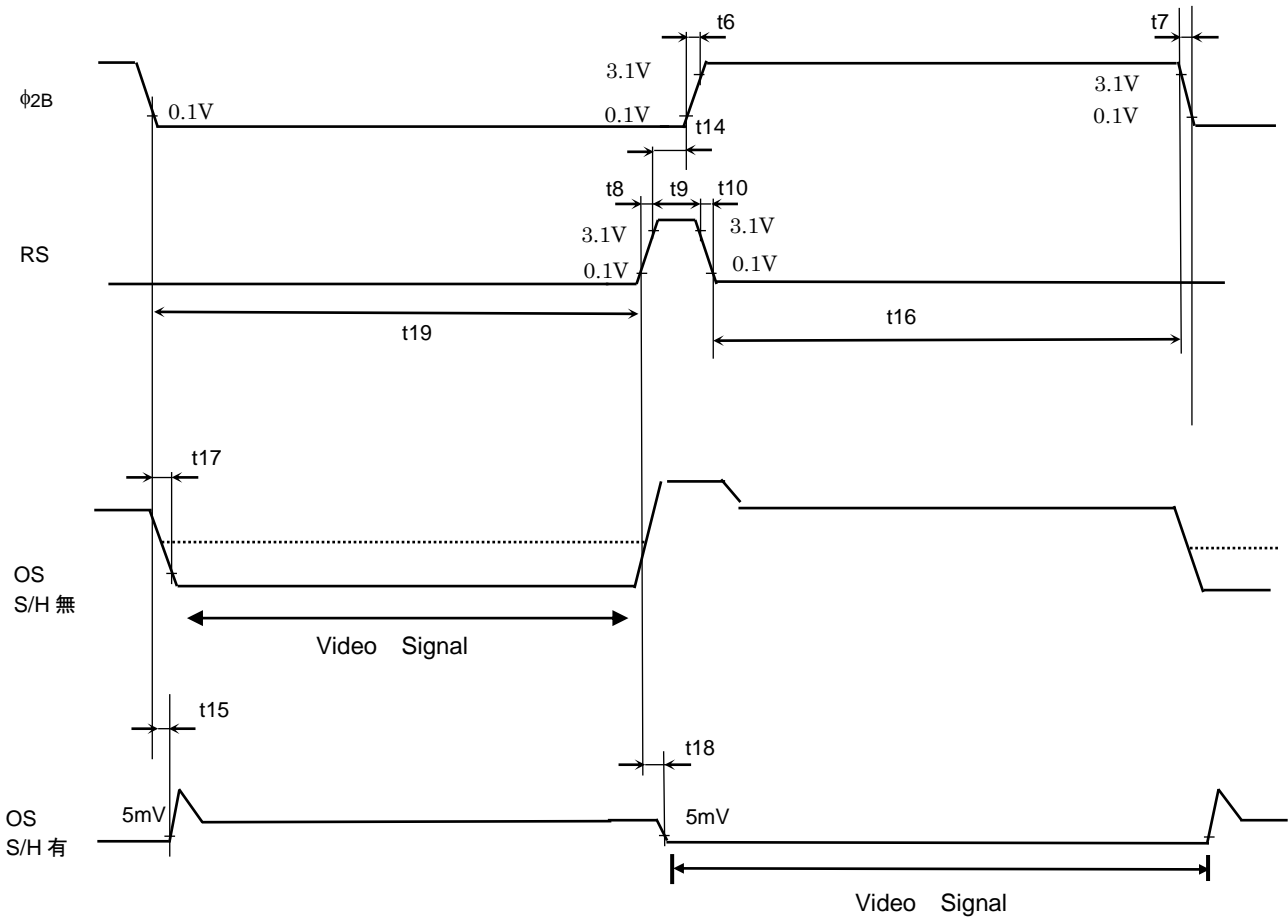 t6
t7
3.1V
3.1V
ϕ2B
0.1V
0.1V
0.1V
t14
t8
t9
t10
3.1V
3.1V
RS
0.1V
0.1V
t19
t16
t17
OS
S/H 無
Video Signal
t15
t18
OS
S/H 有
5mV
5mV
Video Signal